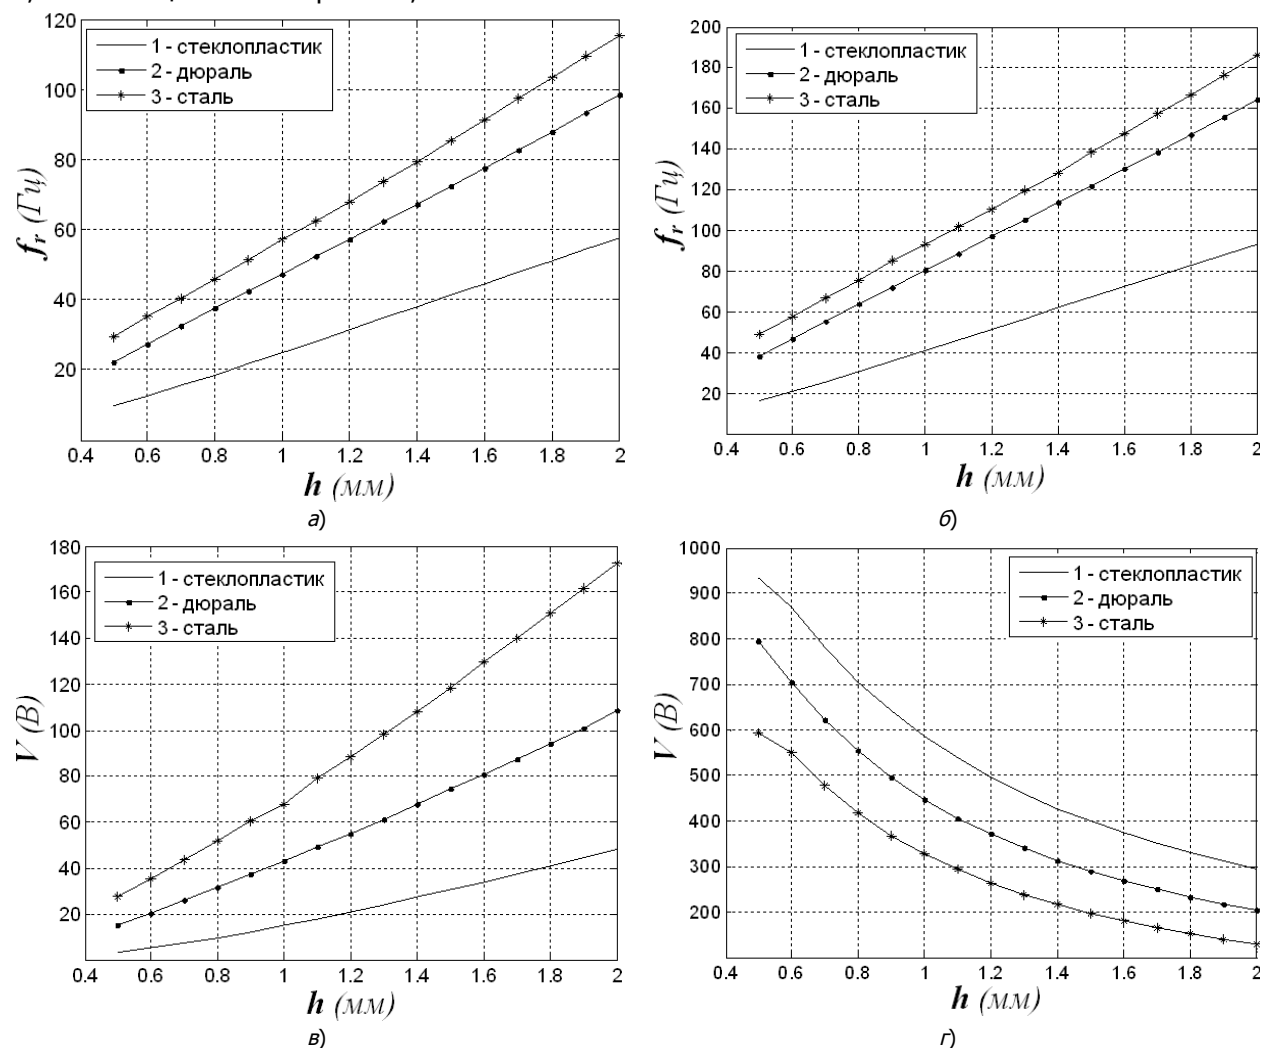 120
100
80
60
40
20
0.4 0.6 0.8 1 1.2 1.4 1.6 1.8 2
1 - стеклопластик
2 - дюраль
3 - сталь
fr (Гц)
h (мм)
а)
200
180
160
140
120
100
80
60
40
20
0.4 0.6 0.8 1 1.2 1.4 1.6 1.8 2
1 - стеклопластик
2 - дюраль
3 - сталь
fr (Гц)
h (мм)
б)
180
160
140
120
100
80
60
40
20
0.4 0.6 0.8 1 1.2 1.4 1.6 1.8 2
1 - стеклопластик
2 - дюраль
3 - сталь
V (В)
h (мм)
в)
1000
900
800
700
600
500
400
300
200
0.4 0.6 0.8 1 1.2 1.4 1.6 1.8 2
1 - стеклопластик
2 - дюраль
3 - сталь
V (В)
h (мм)
г)